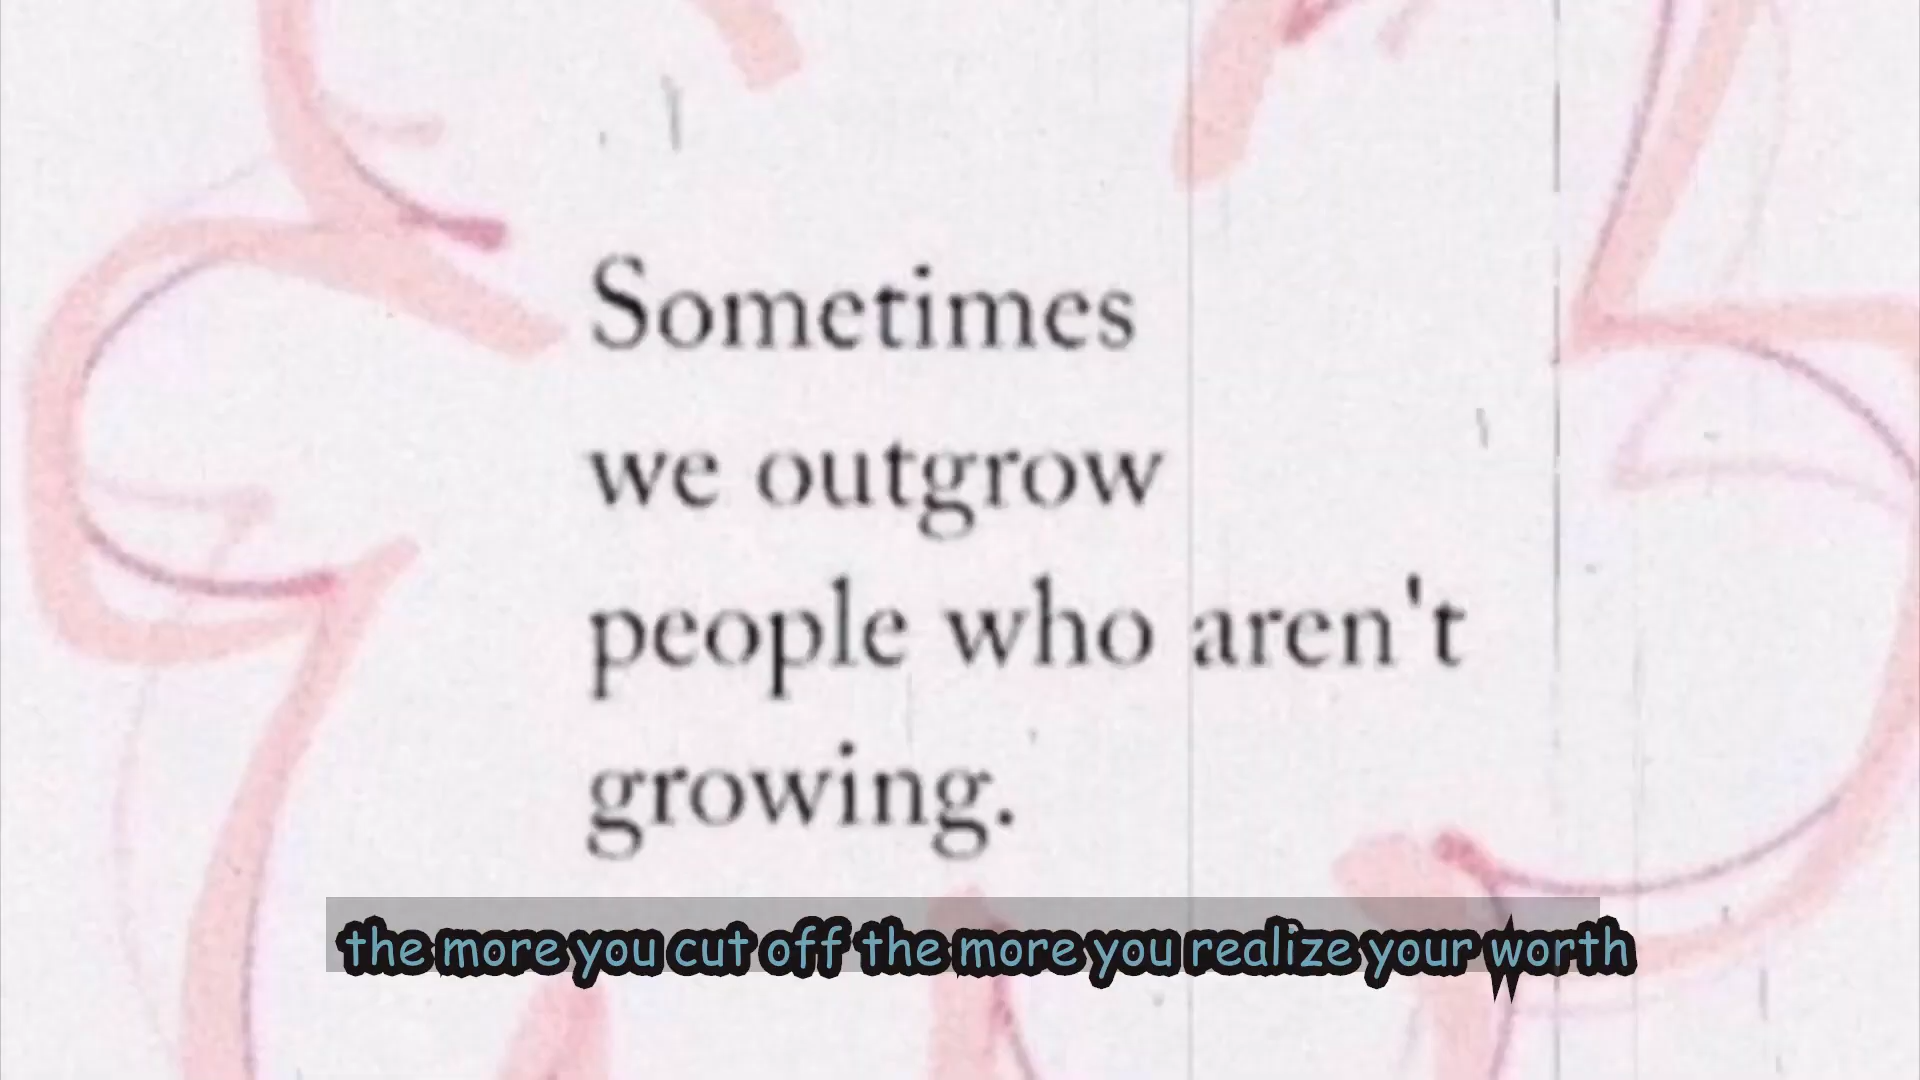 Sometimes
we outgrow
people who aren't
growing.
the more you cut off the more you realize your worth